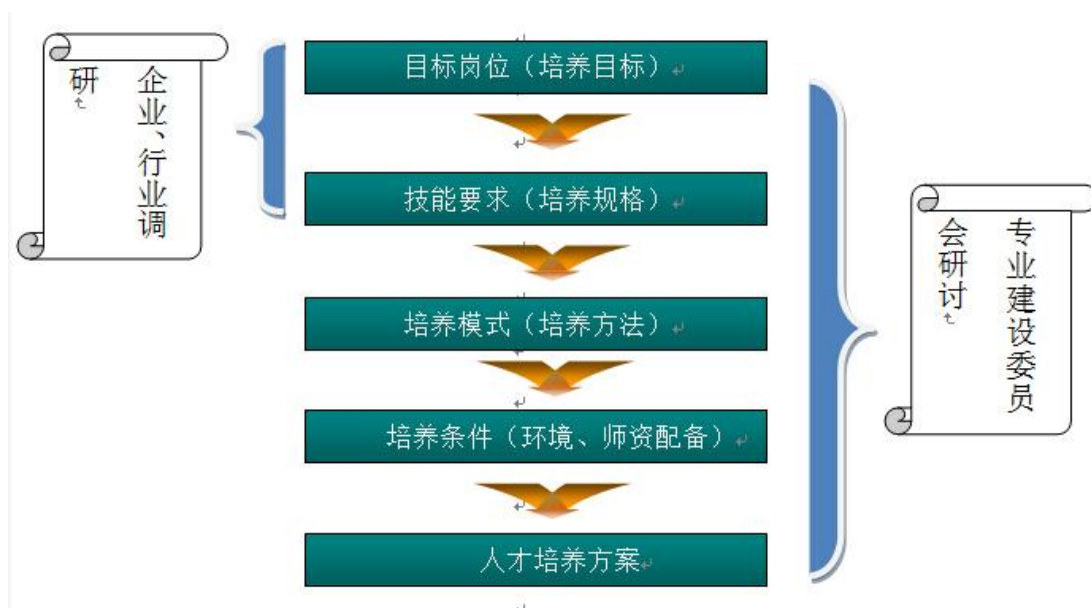 企业、行业调
研
目标岗位（培养目标）
技能要求（培养规格）
培养模式（培养方法）
培养条件（环境、师资配备）
人才培养方案
专业建设委员
会研讨